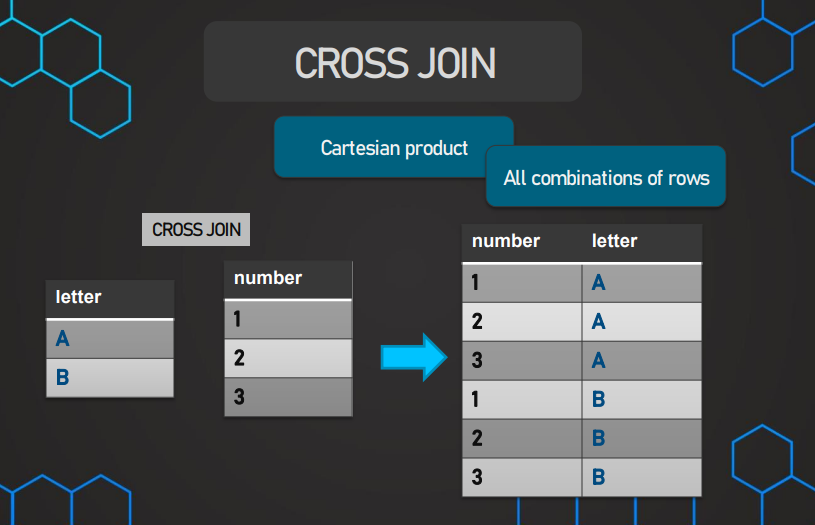 CROSS JOIN
Cartesian product
All combinations of rows
CROSS JOIN
letter
A
B
number
1
2
3
number letter
1 A
2 A
3 A
1 B
2 B
3 B